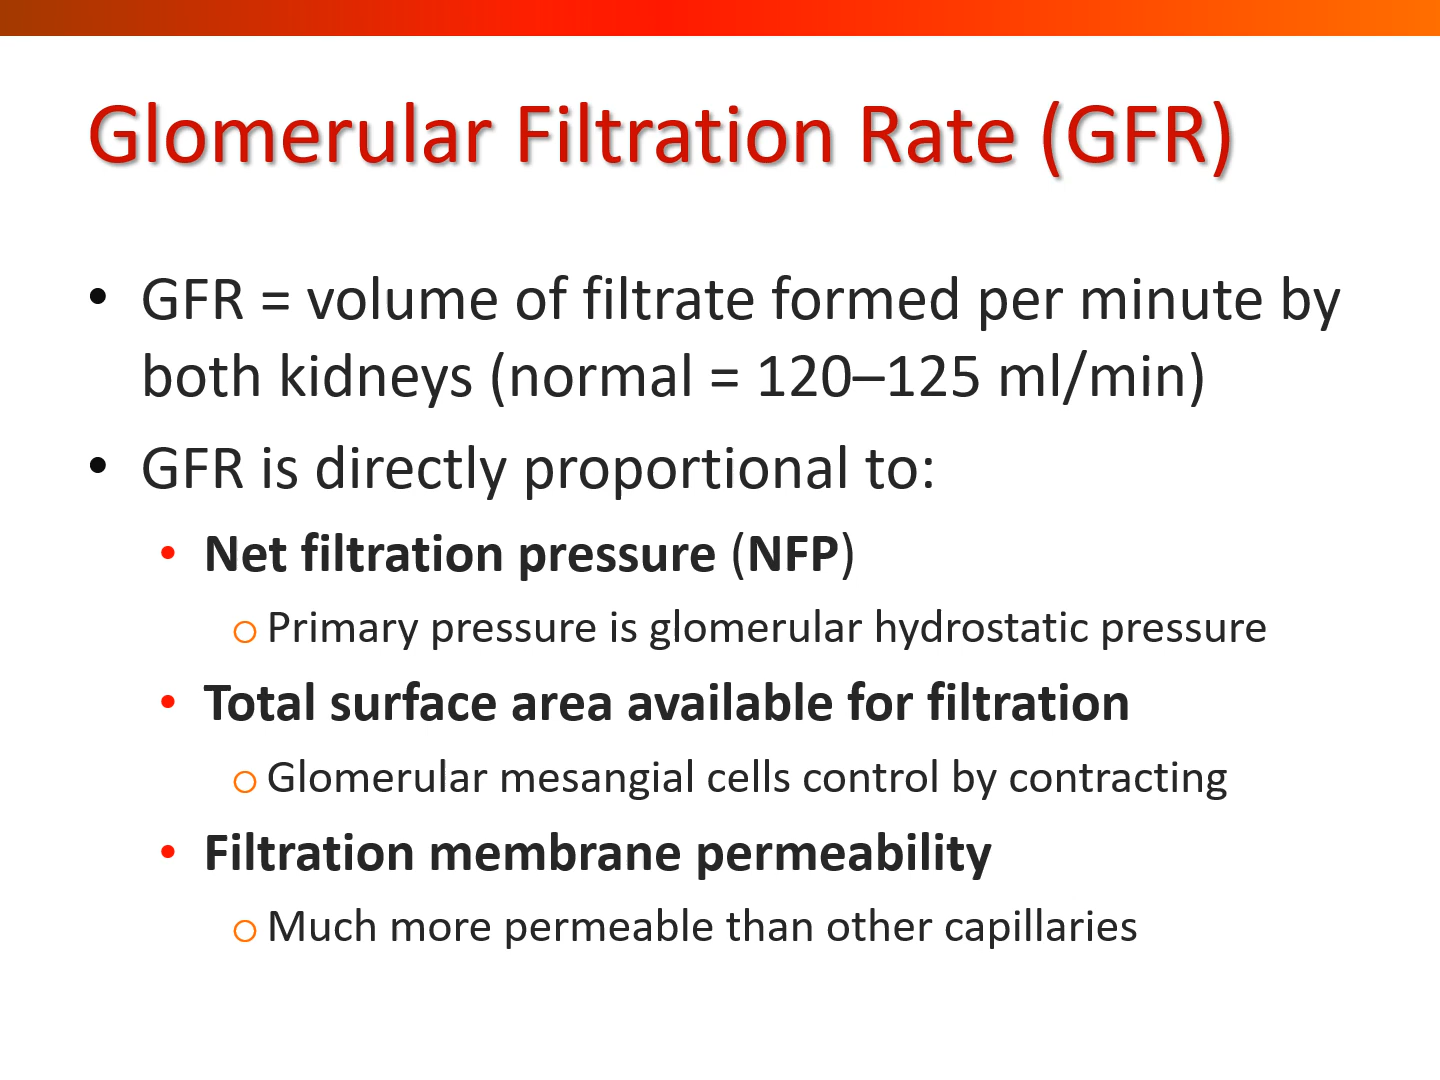 Glomerular Filtration Rate (GFR)
• GFR = volume of filtrate formed per minute by
both kidneys (normal = 120–125 ml/min)
• GFR is directly proportional to:
• Net filtration pressure (NFP)
o Primary pressure is glomerular hydrostatic pressure
• Total surface area available for filtration
o Glomerular mesangial cells control by contracting
• Filtration membrane permeability
o Much more permeable than other capillaries